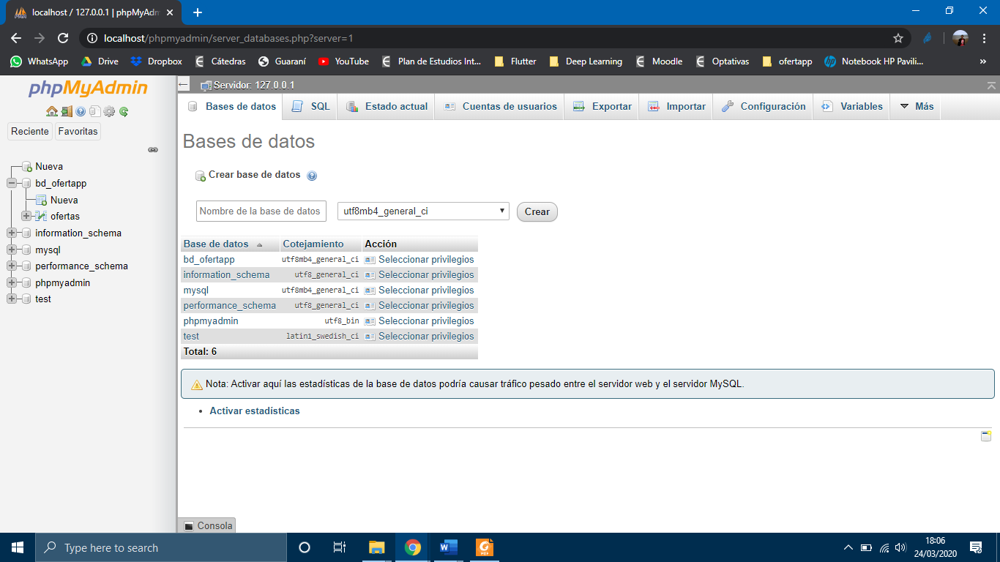 localhost / 127.0.0.1 | phpMyAdm
localhost/phpmyadmin/server_databases.php?server=1
WhatsApp Drive Dropbox Cátedras Guaraní YouTube Plan de Estudios Int... Flutter Deep Learning Moodle Optativas ofertapp Notebook HP Pavili... »
phpMyAdmin
Reciente Favoritas
Nueva
bd_ofertapp
Nueva
ofertas
information_schema
mysql
performance_schema
phpmyadmin
test
Servidor: 127.0.0.1
Bases de datos SQL Estado actual Cuentas de usuarios Exportar Importar Configuración Variables Más
Bases de datos
Crear base de datos
Nombre de la base de datos utf8mb4_general_ci Crear
Base de datos Cotejamiento Acción
bd_ofertapp utf8mb4_general_ci Seleccionar privilegios
information_schema utf8_general_ci Seleccionar privilegios
mysql utf8mb4_general_ci Seleccionar privilegios
performance_schema utf8_general_ci Seleccionar privilegios
phpmyadmin utf8_bin Seleccionar privilegios
test latin1_swedish_ci Seleccionar privilegios
Total: 6
Nota: Activar aquí las estadísticas de la base de datos podría causar tráfico pesado entre el servidor web y el servidor MySQL.
• Activar estadísticas
Consola
Type here to search
18:06
24/03/2020